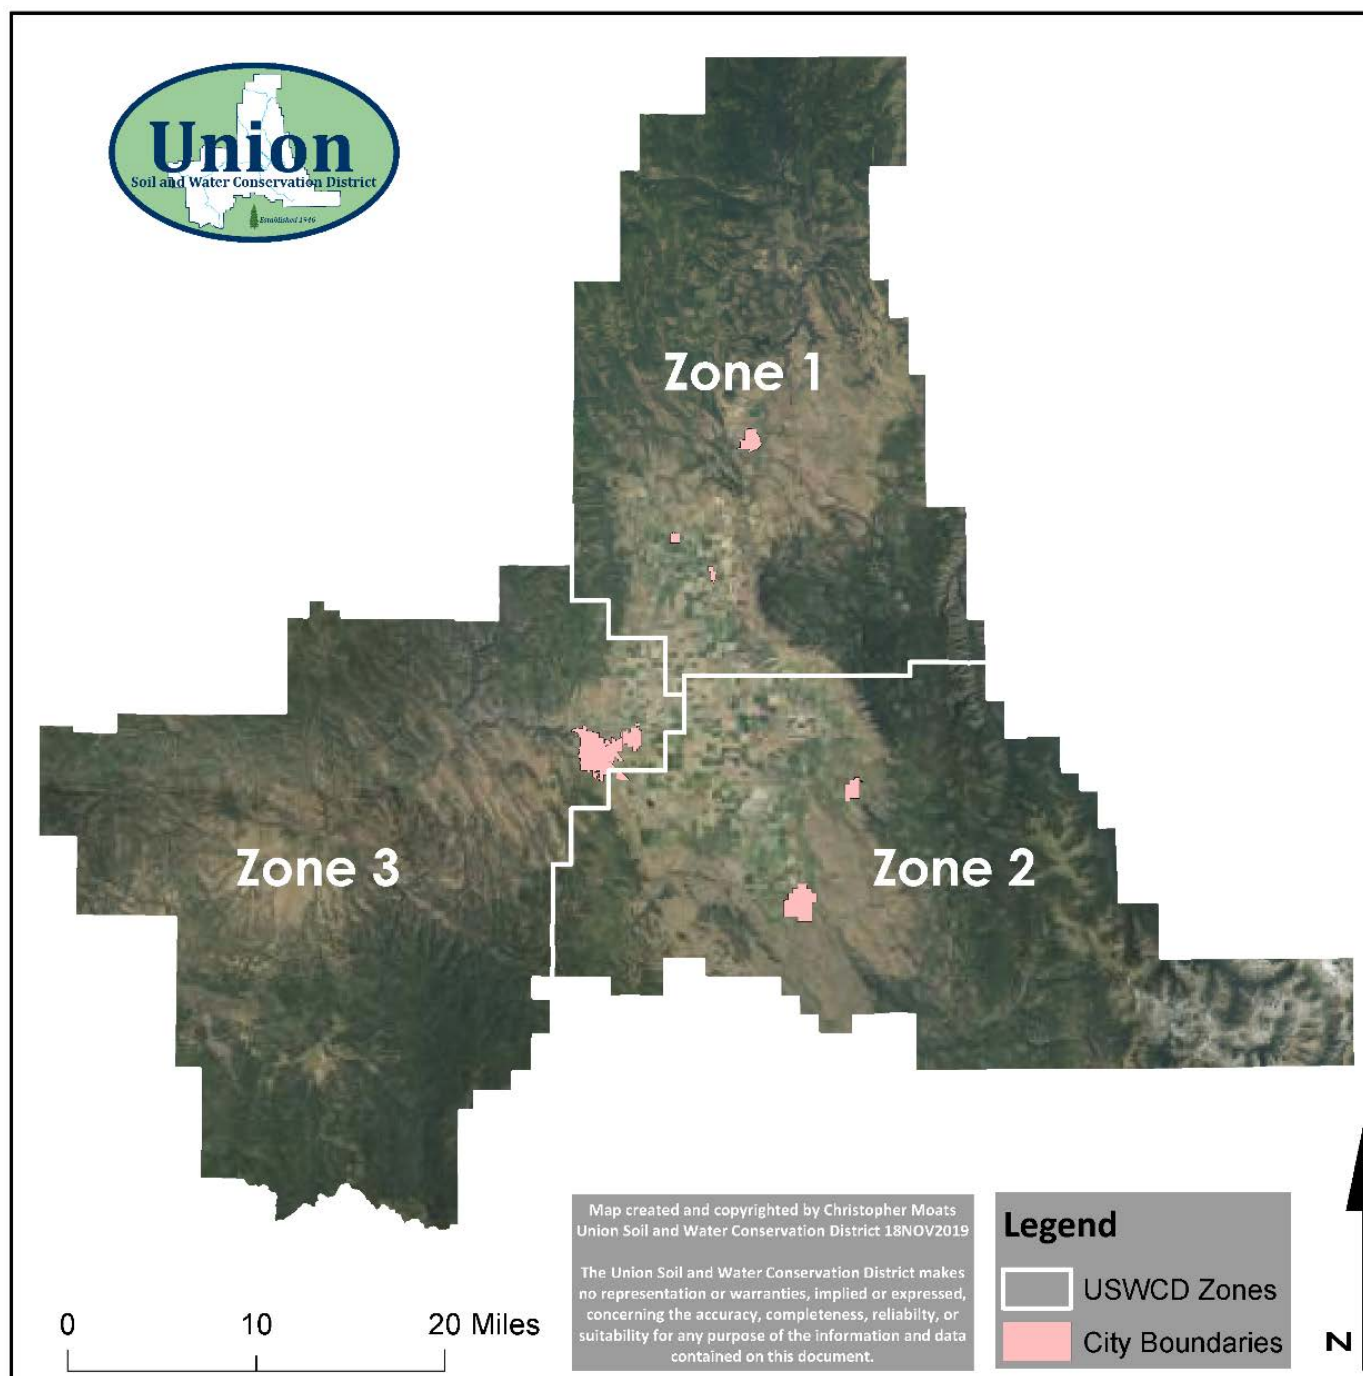 Union
Soil and Water Conservation District
Established 1946
Zone 1
Zone 3
Zone 2
Map created and copyrighted by Christopher Moats
Union Soil and Water Conservation District 18NOV2019
The Union Soil and Water Conservation District makes
no representation or warranties, implied or expressed,
concerning the accuracy, completeness, reliabilty, or
suitability for any purpose of the information and data
contained on this document.
Legend
USWCD Zones
City Boundaries
0 10 20 Miles
N